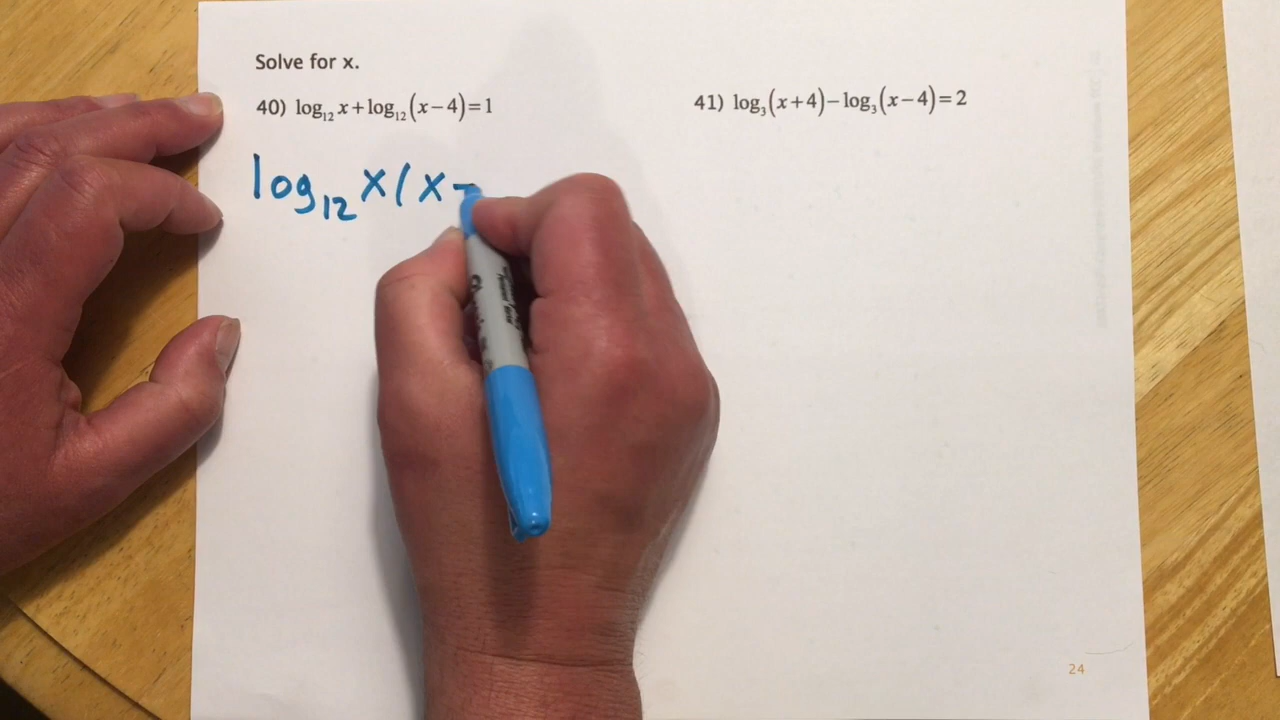 Solve for x.
40) log₁₂ x + log₁₂ (x − 4) = 1
41) log₃ (x + 4) − log₃ (x − 4) = 2
log₁₂ x ( x −
24